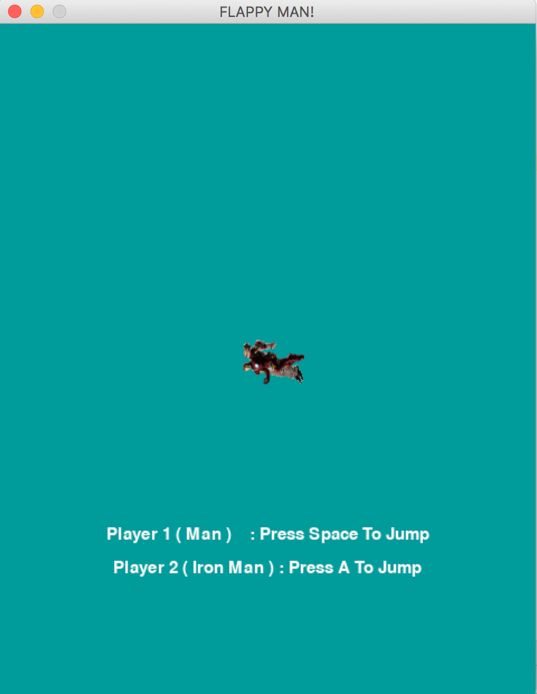 FLAPPY MAN!
Player 1 ( Man )   : Press Space To Jump
Player 2 ( Iron Man ) : Press A To Jump